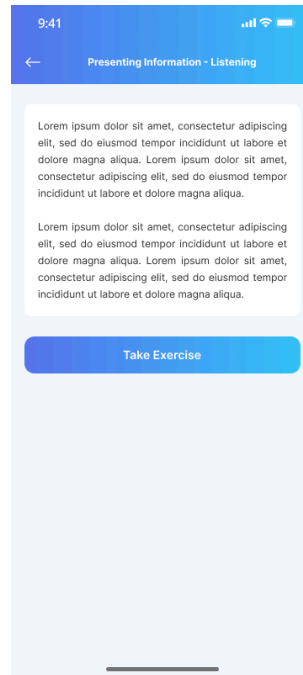 9:41
Presenting Information - Listening
Lorem ipsum dolor sit amet, consectetur adipiscing
elit, sed do eiusmod tempor incididunt ut labore et
dolore magna aliqua. Lorem ipsum dolor sit amet,
consectetur adipiscing elit, sed do eiusmod tempor
incididunt ut labore et dolore magna aliqua.
Lorem ipsum dolor sit amet, consectetur adipiscing
elit, sed do eiusmod tempor incididunt ut labore et
dolore magna aliqua. Lorem ipsum dolor sit amet,
consectetur adipiscing elit, sed do eiusmod tempor
incididunt ut labore et dolore magna aliqua.
Take Exercise